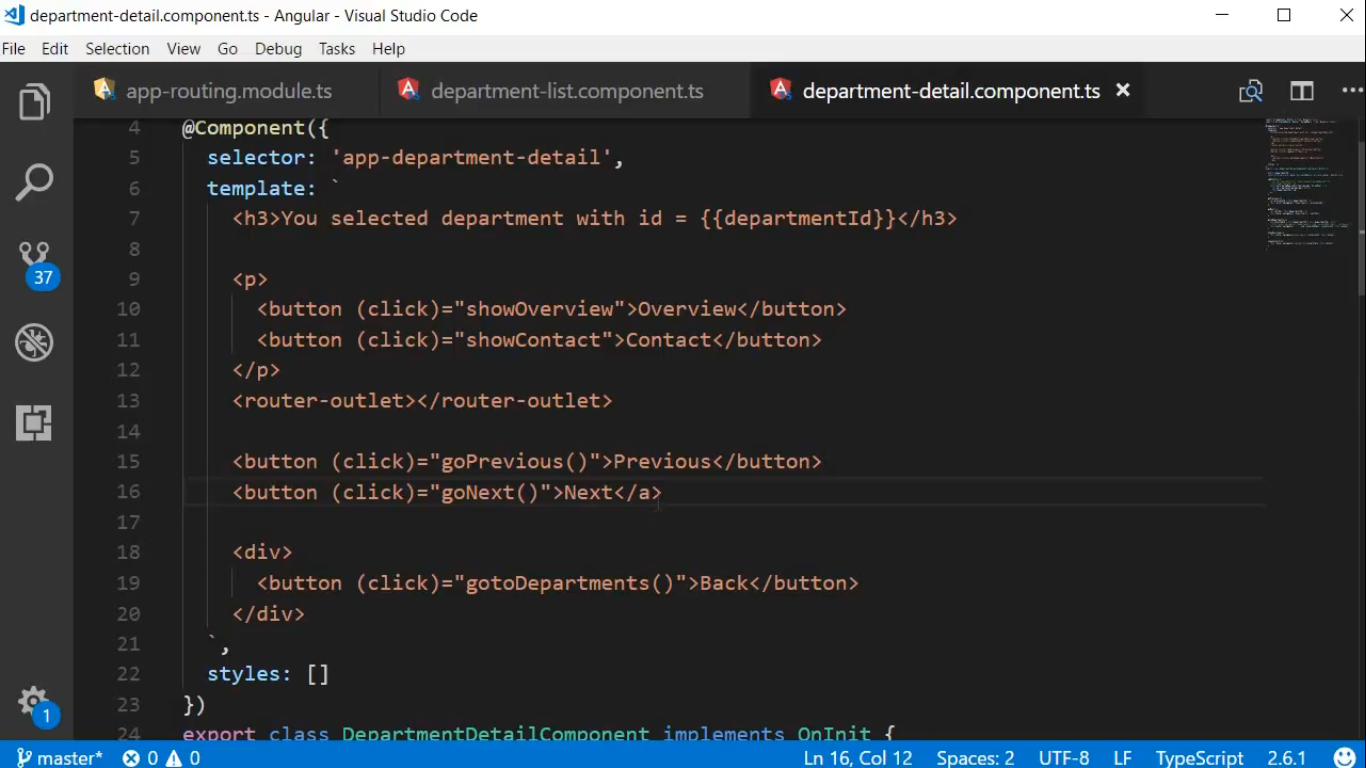 department-detail.component.ts - Angular - Visual Studio Code
File Edit Selection View Go Debug Tasks Help
app-routing.module.ts department-list.component.ts department-detail.component.ts
4 @Component({
5 selector: 'app-department-detail',
6 template: `
7 <h3>You selected department with id = {{departmentId}}</h3>
8
9 <p>
10 <button (click)="showOverview">Overview</button>
11 <button (click)="showContact">Contact</button>
12 </p>
13 <router-outlet></router-outlet>
14
15 <button (click)="goPrevious()">Previous</button>
16 <button (click)="goNext()">Next</a>
17
18 <div>
19 <button (click)="gotoDepartments()">Back</button>
20 </div>
21 `,
22 styles: []
23 })
24 export class DepartmentDetailComponent implements OnInit {
37
1
master* 0 0 Ln 16, Col 12 Spaces: 2 UTF-8 LF TypeScript 2.6.1